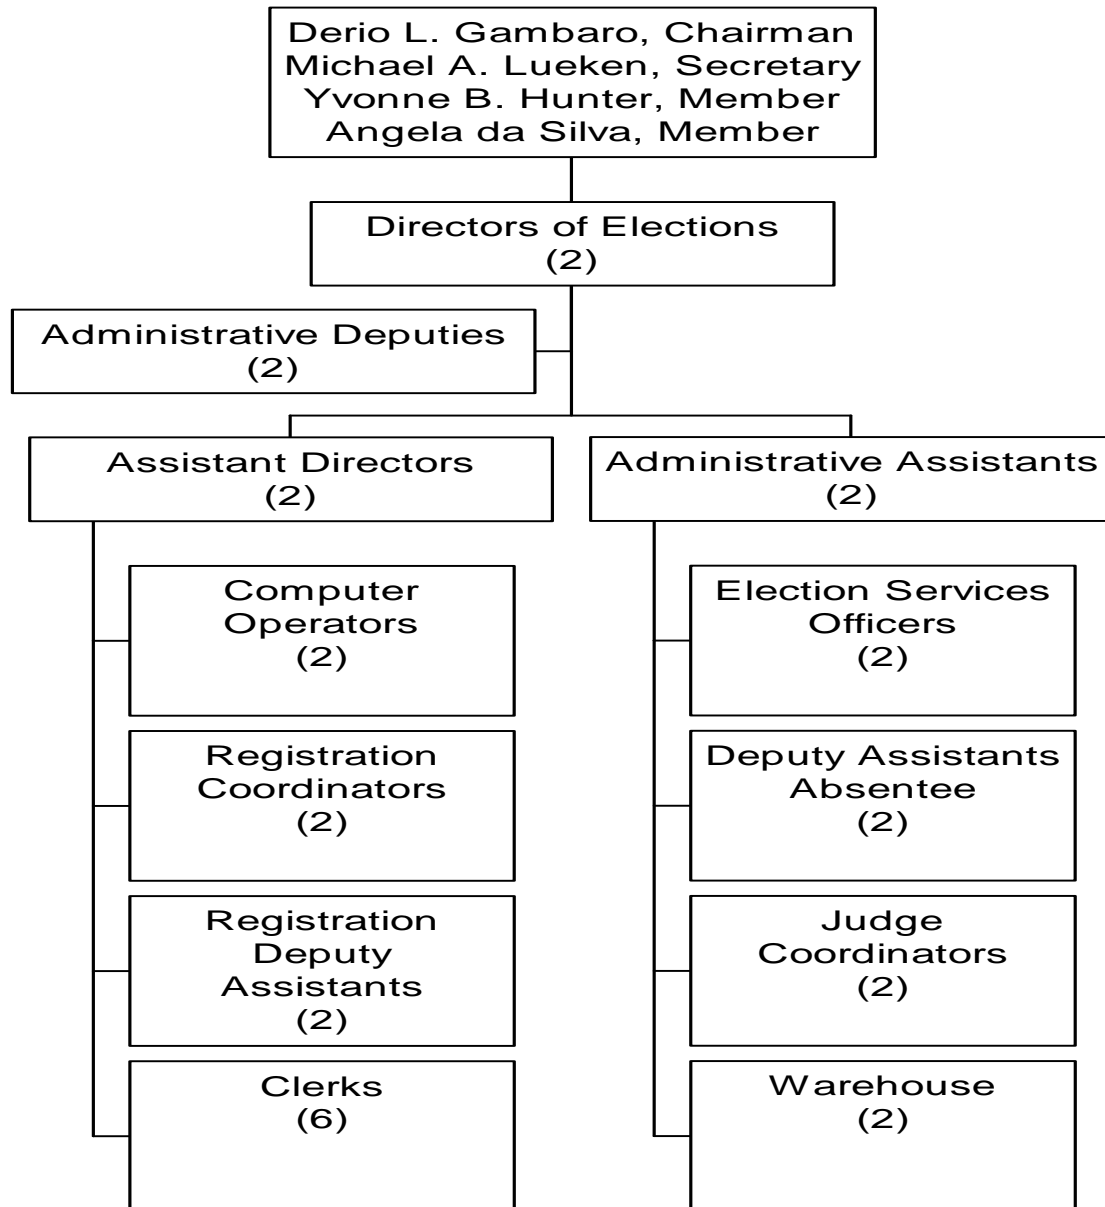 Derio L. Gambaro, Chairman
Michael A. Lueken, Secretary
Yvonne B. Hunter, Member
Angela da Silva, Member
Directors of Elections
(2)
Administrative Deputies
(2)
Assistant Directors
(2)
Administrative Assistants
(2)
Computer
Operators
(2)
Registration
Coordinators
(2)
Registration
Deputy
Assistants
(2)
Clerks
(6)
Election Services
Officers
(2)
Deputy Assistants
Absentee
(2)
Judge
Coordinators
(2)
Warehouse
(2)